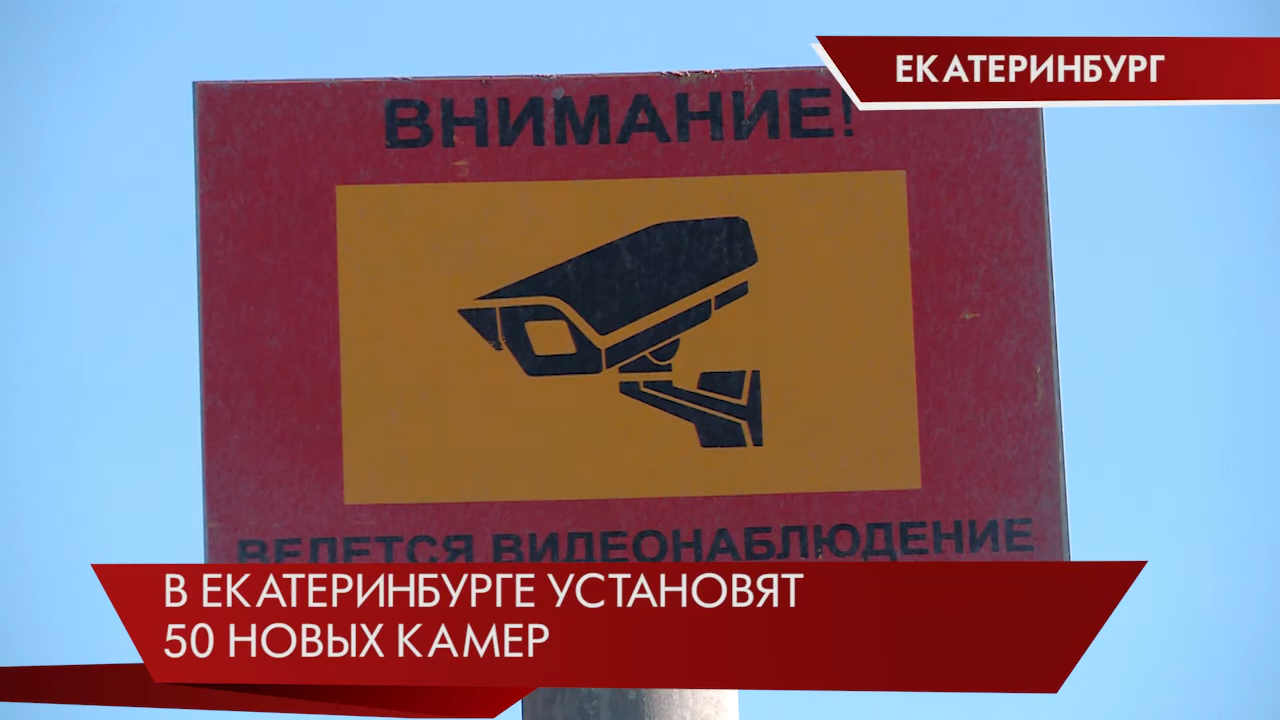 ЕКАТЕРИНБУРГ
ВНИМАНИЕ!
ВЕДЕТСЯ ВИДЕОНАБЛЮДЕНИЕ
В ЕКАТЕРИНБУРГЕ УСТАНОВЯТ
50 НОВЫХ КАМЕР